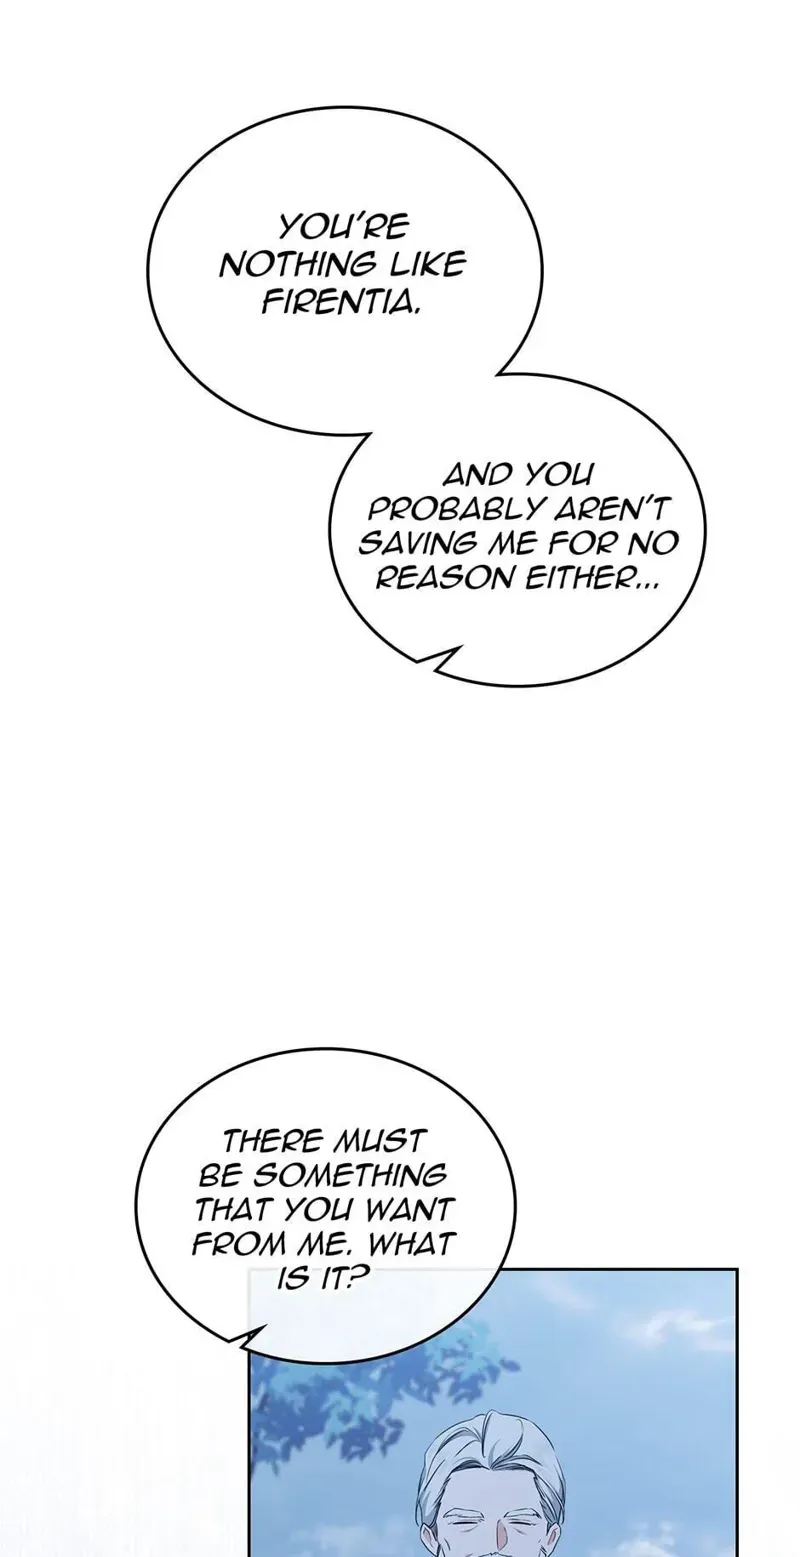 YOU'RE
NOTHING LIKE
FIRENTIA.
AND YOU
PROBABLY AREN'T
SAVING ME FOR NO
REASON EITHER...
THERE MUST
BE SOMETHING
THAT YOU WANT
FROM ME. WHAT
IS IT?